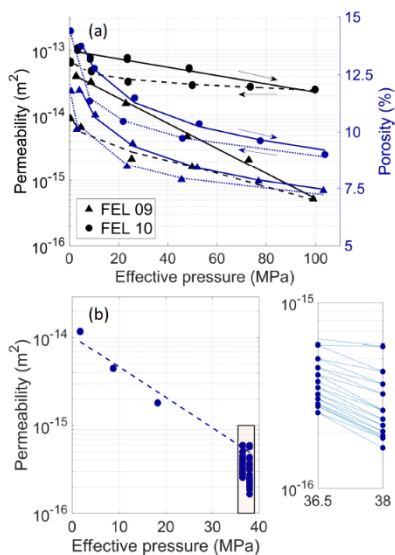 (a)
Permeability (m²)
10⁻¹³
10⁻¹⁴
10⁻¹⁵
10⁻¹⁶
15
12.5
10
7.5
5
Porosity (%)
FEL 09
FEL 10
0 20 40 60 80 100
Effective pressure (MPa)
(b)
Permeability (m²)
10⁻¹³
10⁻¹⁴
10⁻¹⁵
10⁻¹⁶
0 10 20 30 40
Effective pressure (MPa)
10⁻¹⁵
10⁻¹⁶
36.5 38